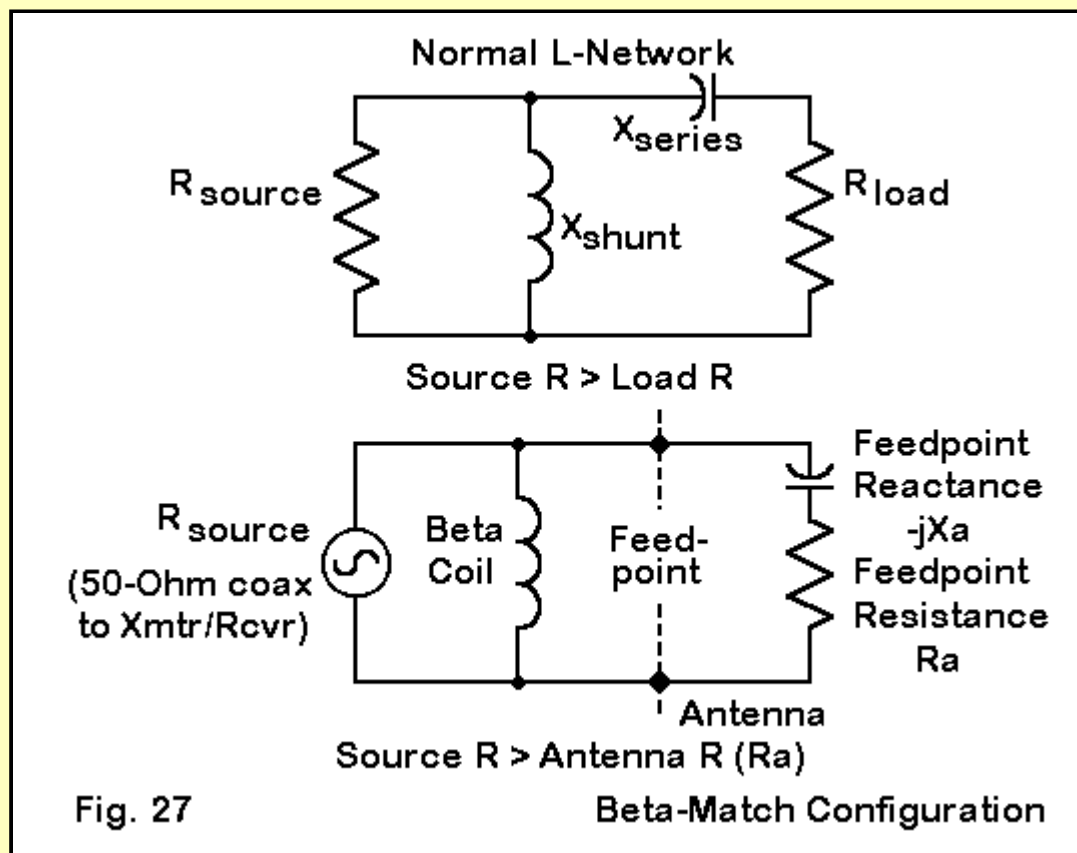 Normal L-Network
Xseries
Rsource
Rload
Xshunt
Source R > Load R
Rsource
(50-Ohm coax
to Xmtr/Rcvr)
Beta
Coil
Feed-
point
Feedpoint
Reactance
-jXa
Feedpoint
Resistance
Ra
Antenna
Source R > Antenna R (Ra)
Fig. 27
Beta-Match Configuration